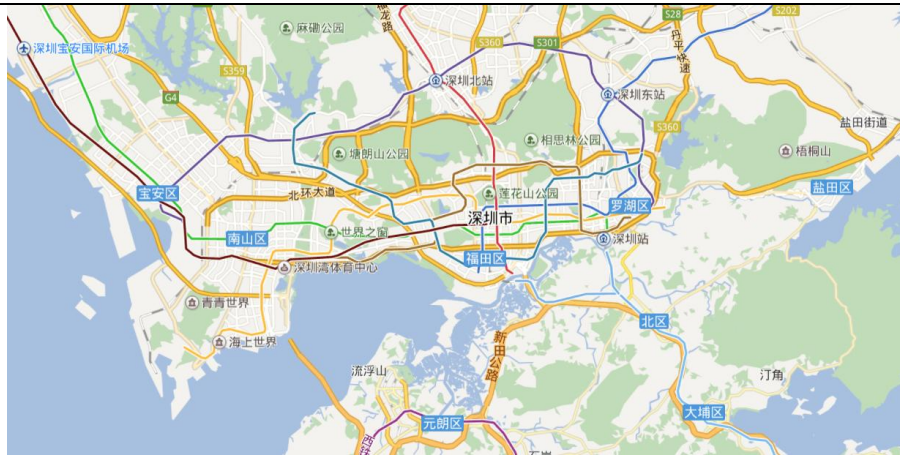 S202
S28
麻磡公园
福龙路
S360
S301
丹平快速
深圳宝安国际机场
S359
深圳北站
G4
深圳东站
盐田街道
S360
相思林公园
塘朗山公园
梧桐山
宝安区
北环大道
莲花山公园
盐田区
罗湖区
深圳市
世界之窗
南山区
深圳站
福田区
深圳湾体育中心
青青世界
北区
海上世界
新田公路
流浮山
汀角
大埔区
元朗区